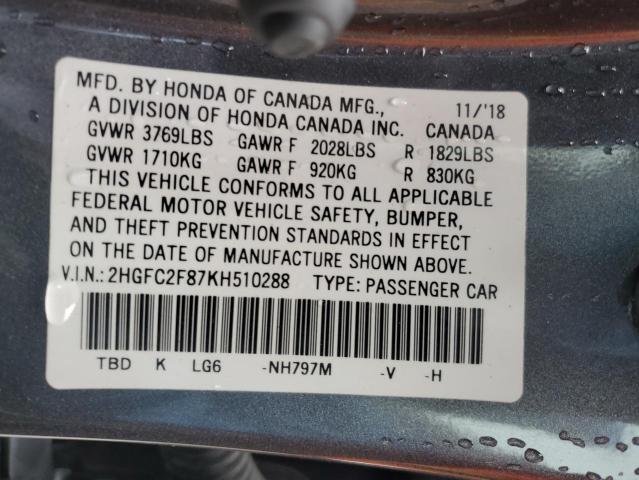 MFD. BY HONDA OF CANADA MFG., 11/'18
A DIVISION OF HONDA CANADA INC. CANADA
GVWR 3769LBS GAWR F 2028LBS R 1829LBS
GVWR 1710KG GAWR F 920KG R 830KG
THIS VEHICLE CONFORMS TO ALL APPLICABLE
FEDERAL MOTOR VEHICLE SAFETY, BUMPER,
AND THEFT PREVENTION STANDARDS IN EFFECT
ON THE DATE OF MANUFACTURE SHOWN ABOVE.
V.I.N.: 2HGFC2F87KH510288 TYPE: PASSENGER CAR
TBD K LG6 -NH797M -V -H